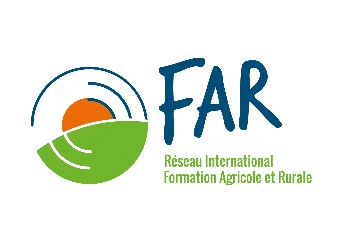 FAR
Réseau International
Formation Agricole et Rurale